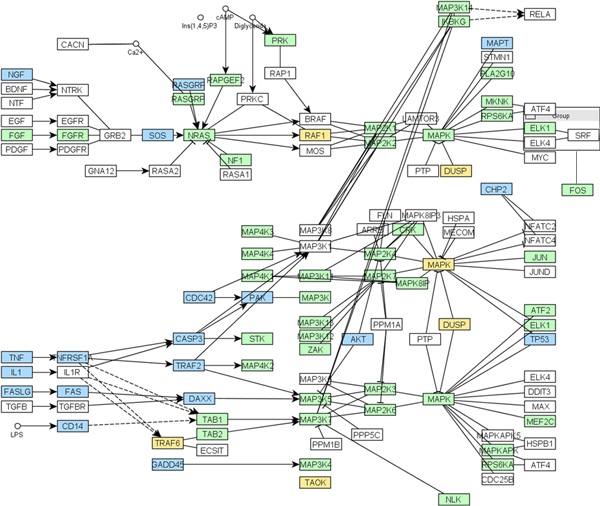 MAP3K14
RELA
cAMP
Ins(1,4,5)P3
Diglyceride
IKBKG
PRK
MAPT
CACN
Ca2+
STMN1
RAP1
PLA2G10
NGF
RASGRF
RAPGEF2
BDNF
NTRK
RASGRP
PRKC
MKNK
NTF
RPS6KA
ATF4
Group
EGF
EGFR
BRAF
LAMTOR3
MAP2K1
ELK1
FGF
FGFR
GRB2
SOS
NRAS
RAF1
MAP2K2
MAPK
SRF
PDGF
PDGFR
MOS
ELK4
NF1
MYC
GNA12
RASA2
RASA1
PTP
DUSP
FOS
CHP2
FLN
MAPK8IP3
HSPA
MAP4K3
MAP3K8
ARRB
CRK
MECOM
NFATC2
MAP3K1
NFATC4
MAP4K4
MAP2K4
JUN
MAPK
MAP4K1
MAP3K11
MAP2K7
MAPK8IP
JUND
CDC42
PAK
MAP3K
ATF2
MAP3K13
PPM1A
DUSP
ELK1
CASP3
STK
MAP3K12
AKT
PTP
TP53
ZAK
TNF
TNFRSF1
TRAF2
MAP4K2
IL1
IL1R
MAP3K4
ELK4
FASLG
FAS
MAP2K3
DDIT3
DAXX
MAP3K5
MAPK
TGFB
TGFBR
MAP2K6
MAX
TAB1
MAP3K7
MEF2C
LPS
CD14
TAB2
PPP5C
MAPKAPK5
TRAF6
PPM1B
HSPB1
ECSIT
MAPKAPK
GADD45
MAP3K4
RPS6KA
ATF4
CDC25B
TAOK
NLK